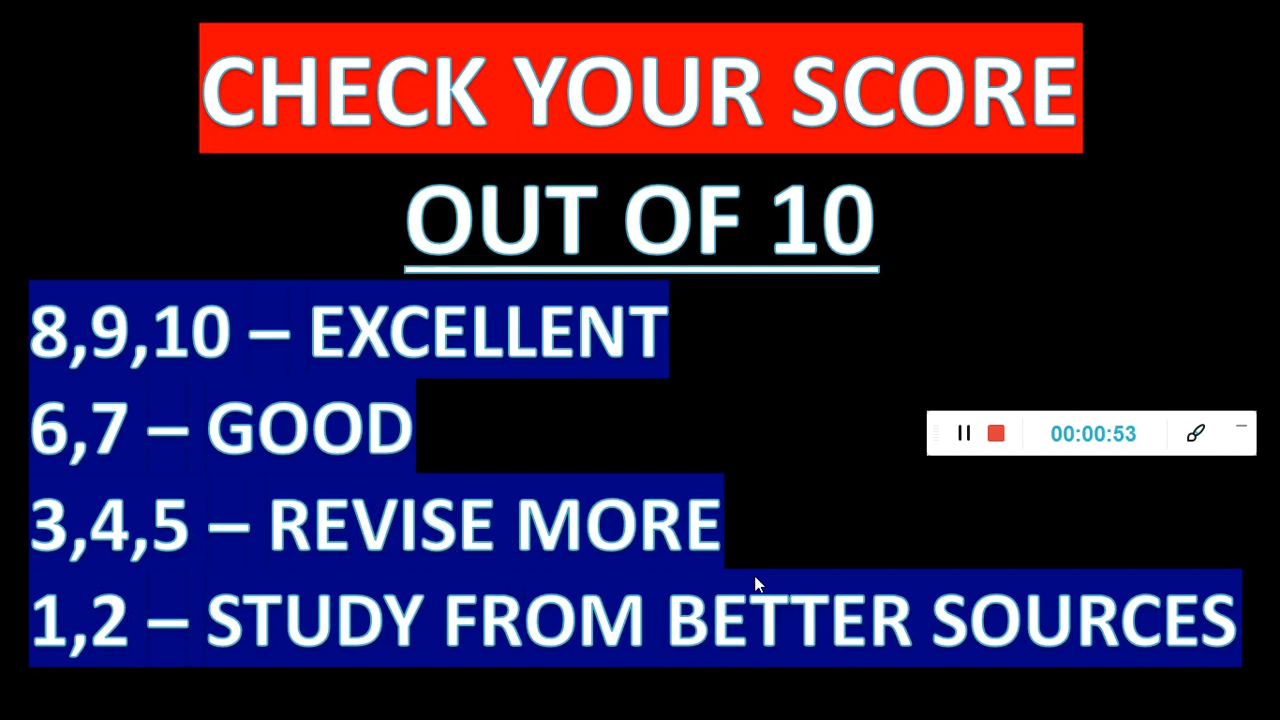 CHECK YOUR SCORE
OUT OF 10
8,9,10 – EXCELLENT
6,7 – GOOD
00:00:53
3,4,5 – REVISE MORE
1,2 – STUDY FROM BETTER SOURCES